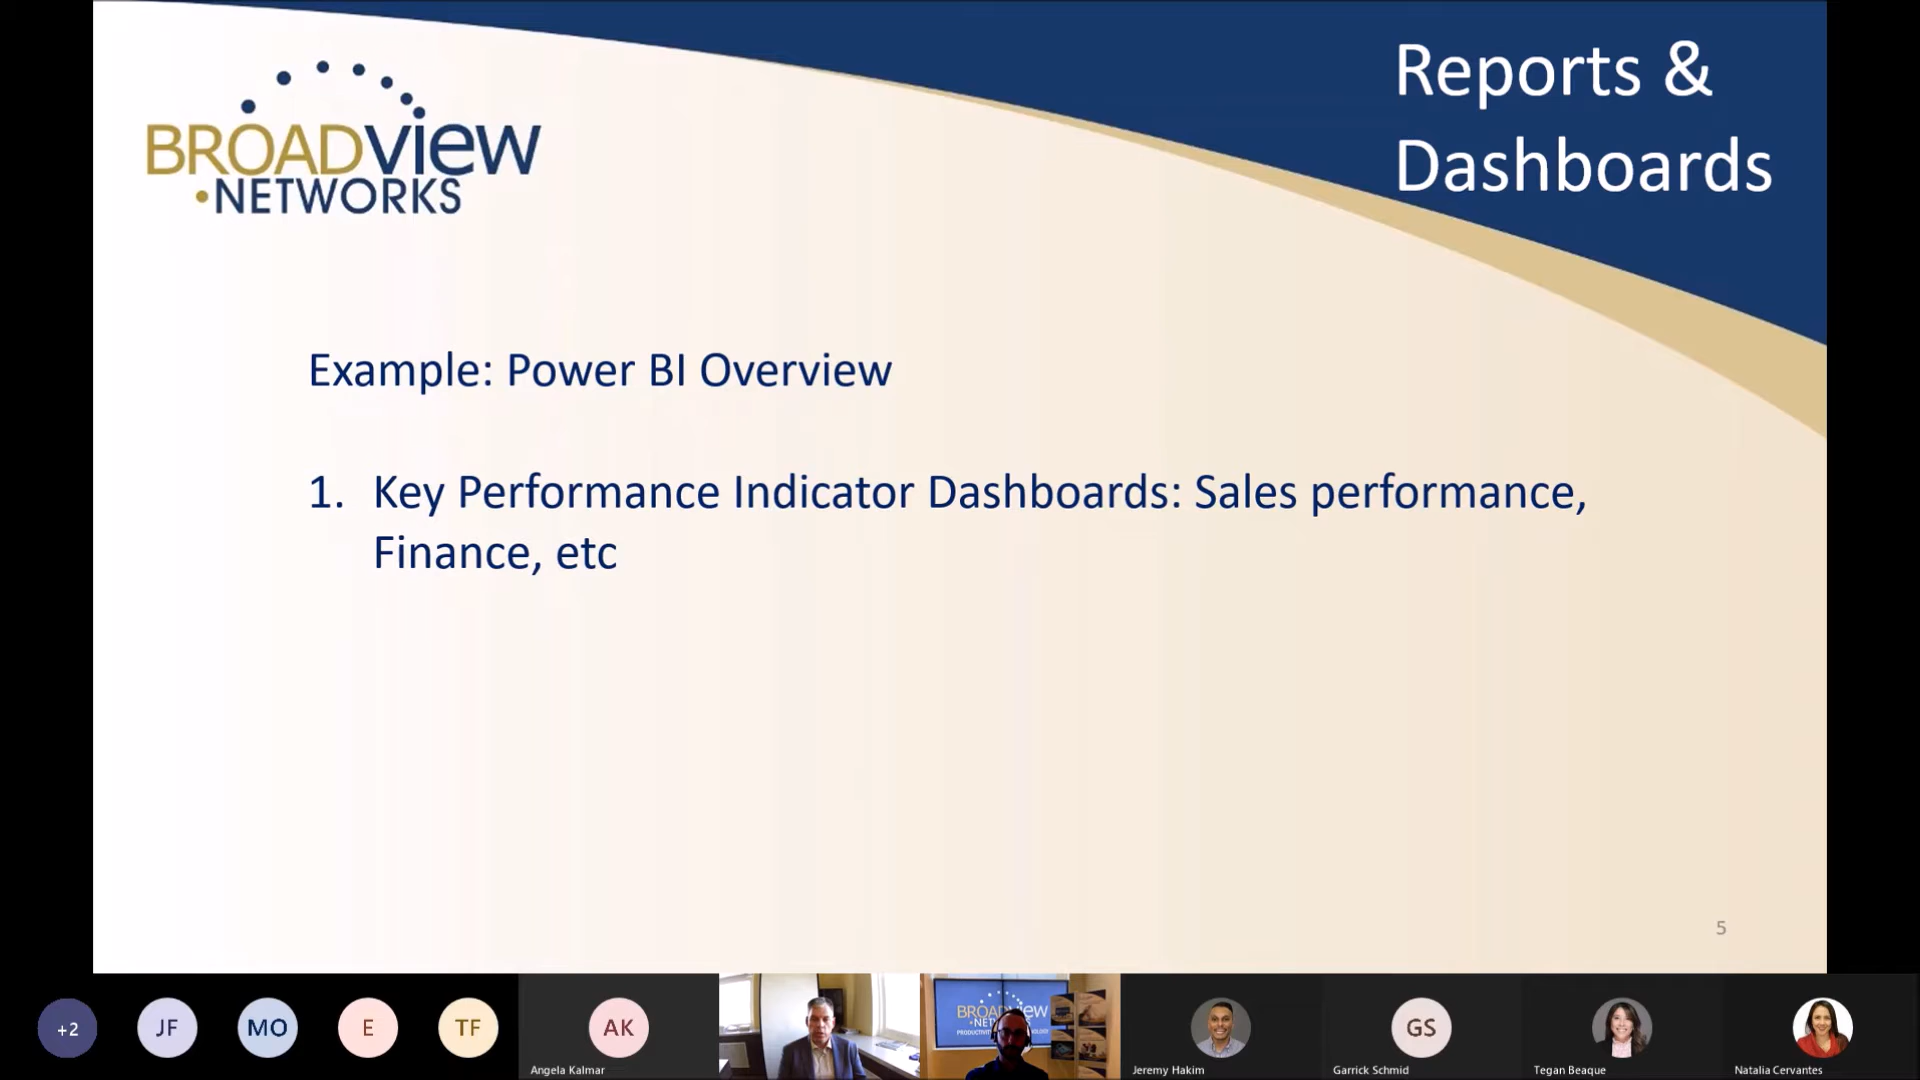 BROADVIEW
•NETWORKS
Reports &
Dashboards
Example: Power BI Overview
1. Key Performance Indicator Dashboards: Sales performance,
Finance, etc
5
+2
JF
MO
E
TF
AK
Angela Kalmar
Jeremy Hakim
GS
Garrick Schmid
Tegan Beaque
Natalia Cervantes